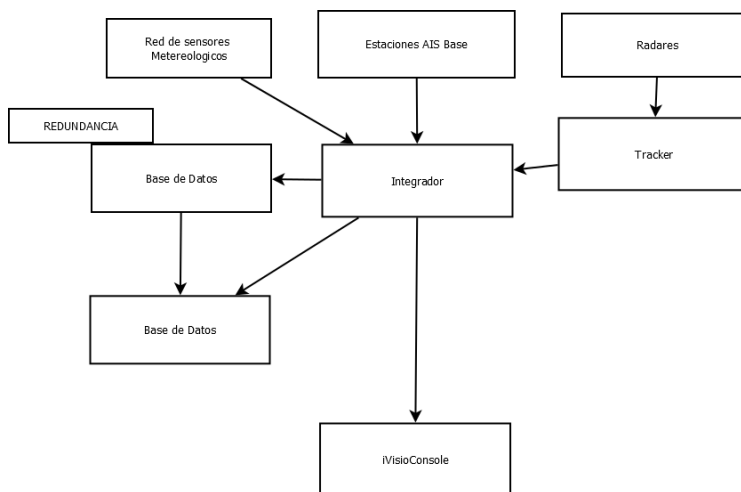 Red de sensores
Metereologicos
Estaciones AIS Base
Radares
REDUNDANCIA
Base de Datos
Integrador
Tracker
Base de Datos
iVisioConsole